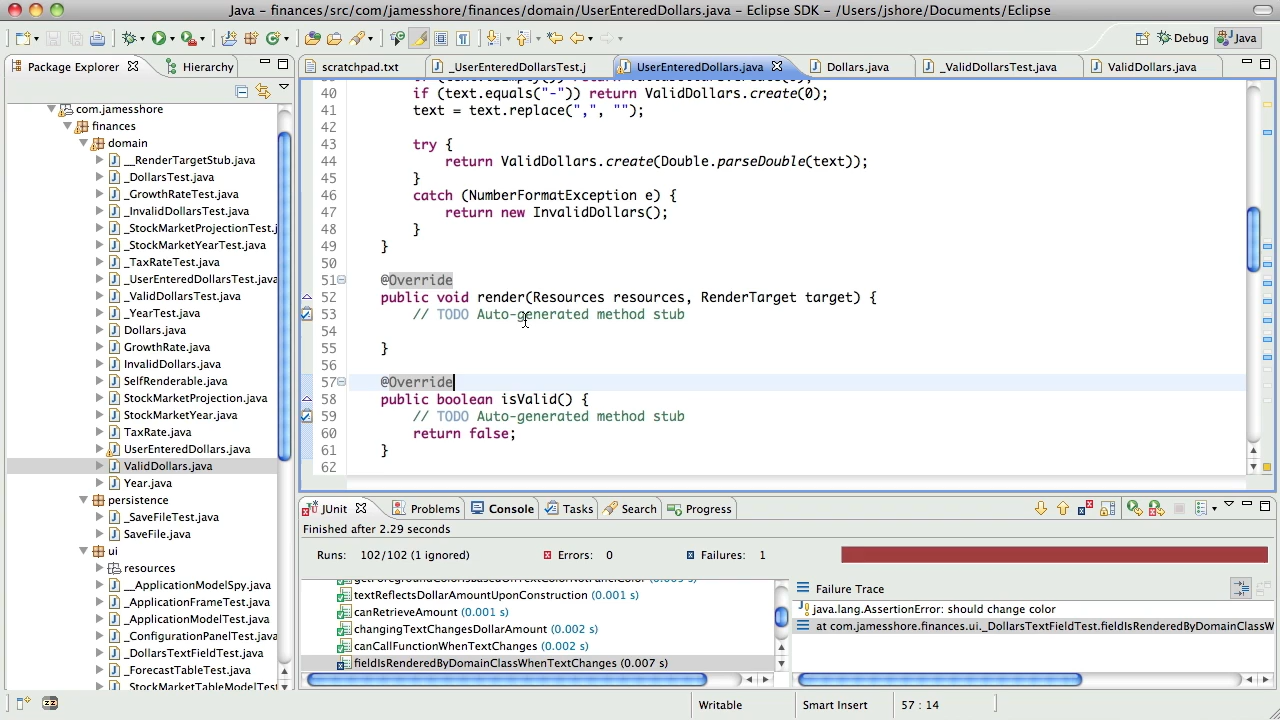 Java – finances/src/com/jamesshore/finances/domain/UserEnteredDollars.java – Eclipse SDK – /Users/jshore/Documents/Eclipse
Debug
Java
Package Explorer
Hierarchy
scratchpad.txt
_UserEnteredDollarsTest.j
UserEnteredDollars.java
Dollars.java
_ValidDollarsTest.java
ValidDollars.java
com.jamesshore
finances
domain
__RenderTargetStub.java
_DollarsTest.java
_GrowthRateTest.java
_InvalidDollarsTest.java
_StockMarketProjectionTest.j
_StockMarketYearTest.java
_TaxRateTest.java
_UserEnteredDollarsTest.java
_ValidDollarsTest.java
_YearTest.java
Dollars.java
GrowthRate.java
InvalidDollars.java
SelfRenderable.java
StockMarketProjection.java
StockMarketYear.java
TaxRate.java
UserEnteredDollars.java
ValidDollars.java
Year.java
persistence
_SaveFileTest.java
SaveFile.java
ui
resources
__ApplicationModelSpy.java
_ApplicationFrameTest.java
_ApplicationModelTest.java
_ConfigurationPanelTest.java
_DollarsTextFieldTest.java
_ForecastTableTest.java
_StockMarketTableModelTest
40 if (text.equals("-")) return ValidDollars.create(0);
41 text = text.replace(",", "");
42
43 try {
44 return ValidDollars.create(Double.parseDouble(text));
45 }
46 catch (NumberFormatException e) {
47 return new InvalidDollars();
48 }
49 }
50
51 @Override
52 public void render(Resources resources, RenderTarget target) {
53 // TODO Auto-generated method stub
54
55 }
56
57 @Override
58 public boolean isValid() {
59 // TODO Auto-generated method stub
60 return false;
61 }
62
JUnit
Problems
Console
Tasks
Search
Progress
Finished after 2.29 seconds
Runs: 102/102 (1 ignored)
Errors: 0
Failures: 1
textReflectsDollarAmountUponConstruction (0.001 s)
canRetrieveAmount (0.001 s)
changingTextChangesDollarAmount (0.002 s)
canCallFunctionWhenTextChanges (0.002 s)
fieldIsRenderedByDomainClassWhenTextChanges (0.007 s)
Failure Trace
java.lang.AssertionError: should change color
at com.jamesshore.finances.ui._DollarsTextFieldTest.fieldIsRenderedByDomainClassW
Writable
Smart Insert
57 : 14